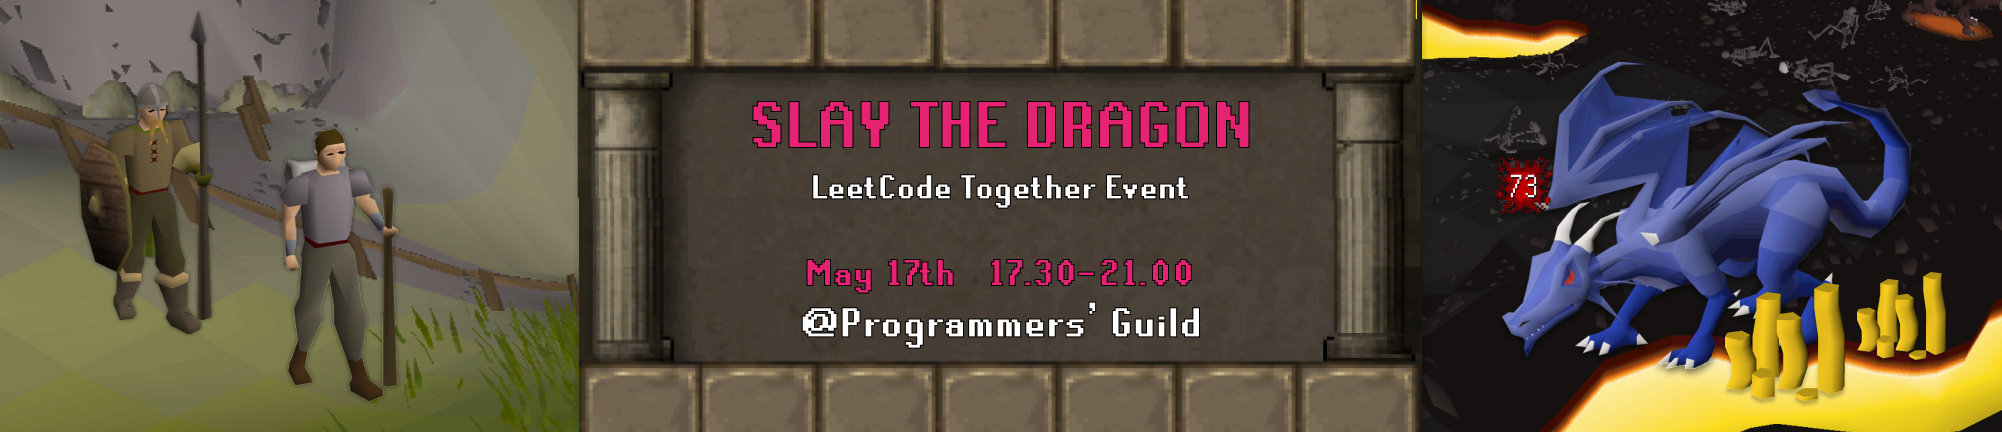 SLAY THE DRAGON
LeetCode Together Event
May 17th 17.30-21.00
@Programmers' Guild
73